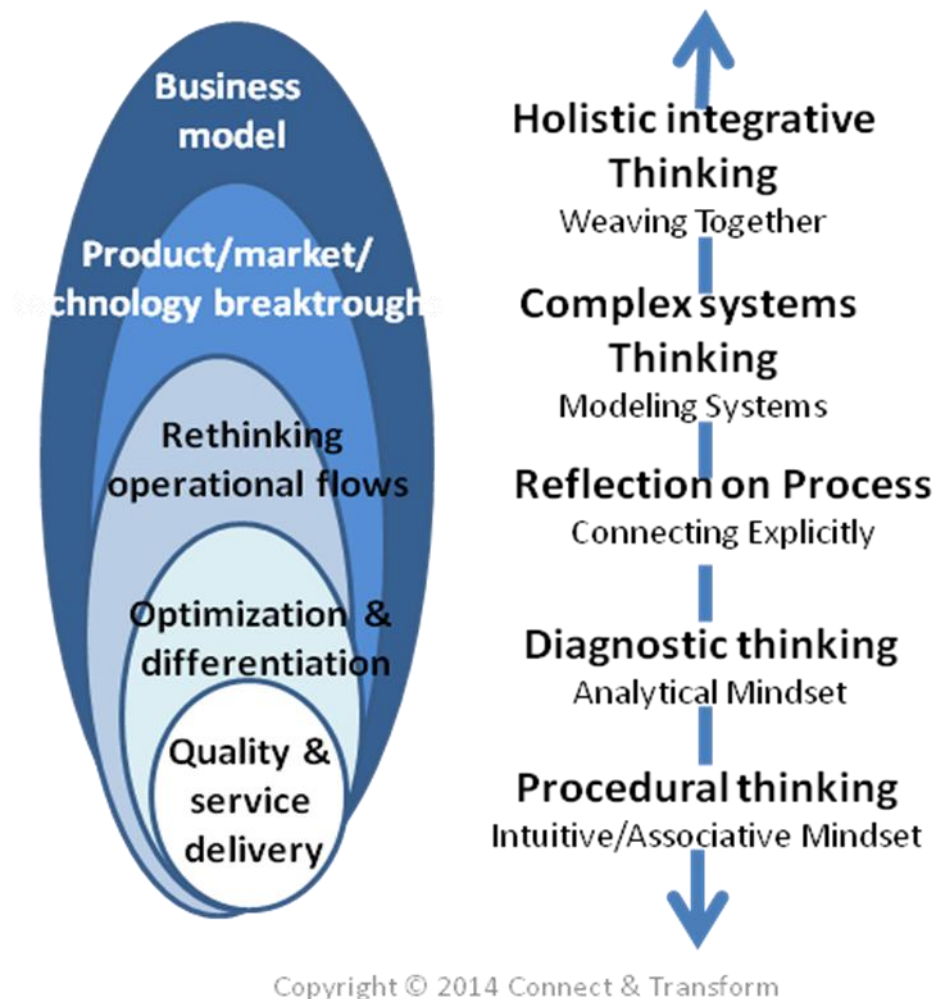 Business
model
Product/market/
technology breaktrough
Rethinking
operational flows
Optimization &
differentiation
Quality &
service
delivery
Holistic integrative
Thinking
Weaving Together
Complex systems
Thinking
Modeling Systems
Reflection on Process
Connecting Explicitly
Diagnostic thinking
Analytical Mindset
Procedural thinking
Intuitive/Associative Mindset
Copyright © 2014 Connect & Transform